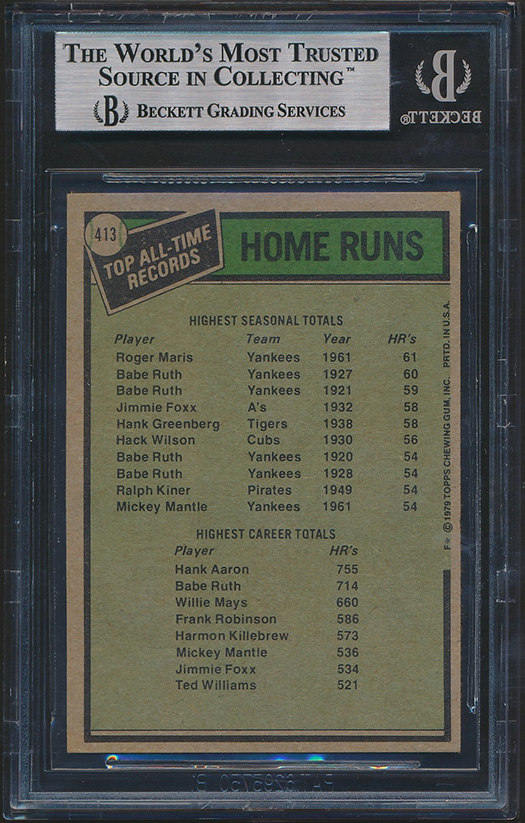 THE WORLD'S MOST TRUSTED
SOURCE IN COLLECTING™
B BECKETT GRADING SERVICES
B
BECKETT®
413
TOP ALL-TIME
RECORDS
HOME RUNS
HIGHEST SEASONAL TOTALS
Player Team Year HR's
Roger Maris Yankees 1961 61
Babe Ruth Yankees 1927 60
Babe Ruth Yankees 1921 59
Jimmie Foxx A's 1932 58
Hank Greenberg Tigers 1938 58
Hack Wilson Cubs 1930 56
Babe Ruth Yankees 1920 54
Babe Ruth Yankees 1928 54
Ralph Kiner Pirates 1949 54
Mickey Mantle Yankees 1961 54
HIGHEST CAREER TOTALS
Player HR's
Hank Aaron 755
Babe Ruth 714
Willie Mays 660
Frank Robinson 586
Harmon Killebrew 573
Mickey Mantle 536
Jimmie Foxx 534
Ted Williams 521
F* © 1979 TOPPS CHEWING GUM, INC. PRTD. IN U.S.A.